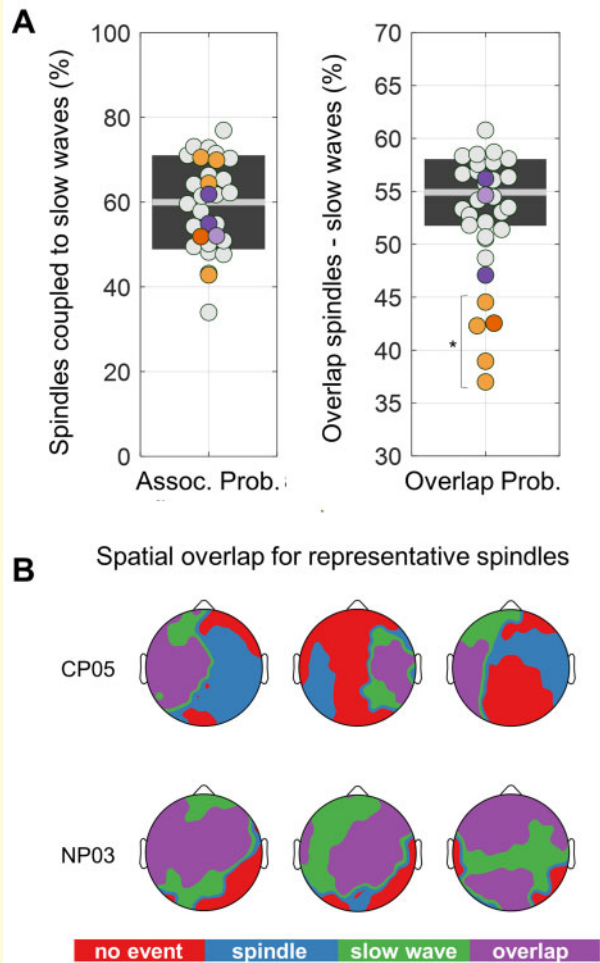 A
Spindles coupled to slow waves (%)
100
80
60
40
20
0
Assoc. Prob.
Overlap spindles - slow waves (%)
70
65
60
55
50
45
40
35
30
*
Overlap Prob.
B
Spatial overlap for representative spindles
CP05
NP03
no event spindle slow wave overlap